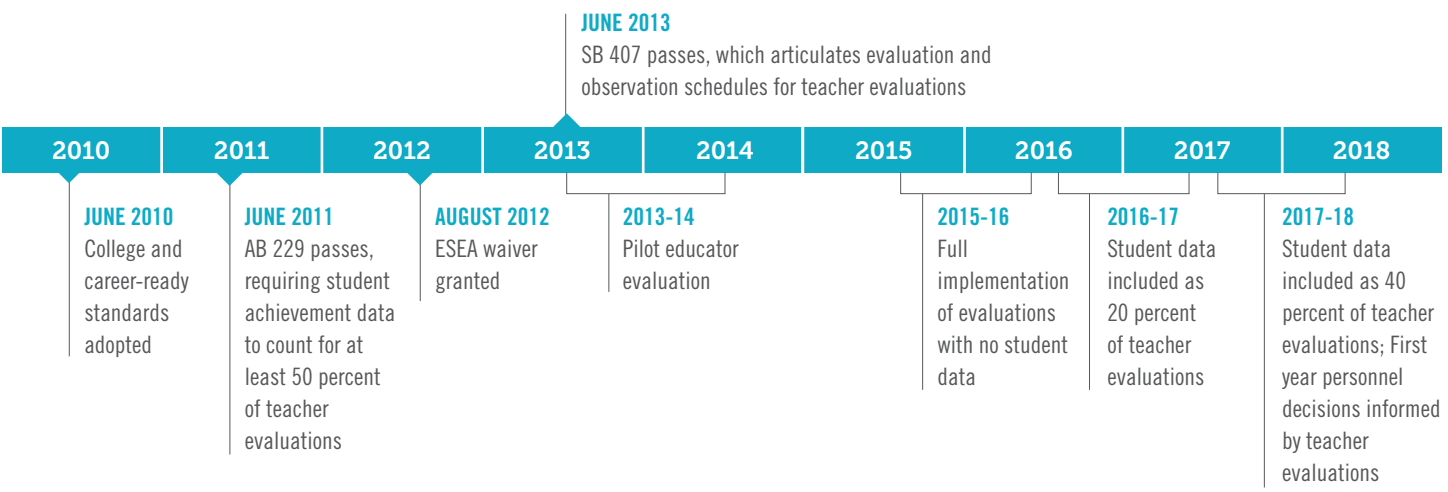 JUNE 2013
SB 407 passes, which articulates evaluation and
observation schedules for teacher evaluations
2010 2011 2012 2013 2014 2015 2016 2017 2018
JUNE 2010
College and
career-ready
standards
adopted
JUNE 2011
AB 229 passes,
requiring student
achievement data
to count for at
least 50 percent
of teacher
evaluations
AUGUST 2012
ESEA waiver
granted
2013-14
Pilot educator
evaluation
2015-16
Full
implementation
of evaluations
with no student
data
2016-17
Student data
included as
20 percent
of teacher
evaluations
2017-18
Student data
included as 40
percent of teacher
evaluations; First
year personnel
decisions informed
by teacher
evaluations